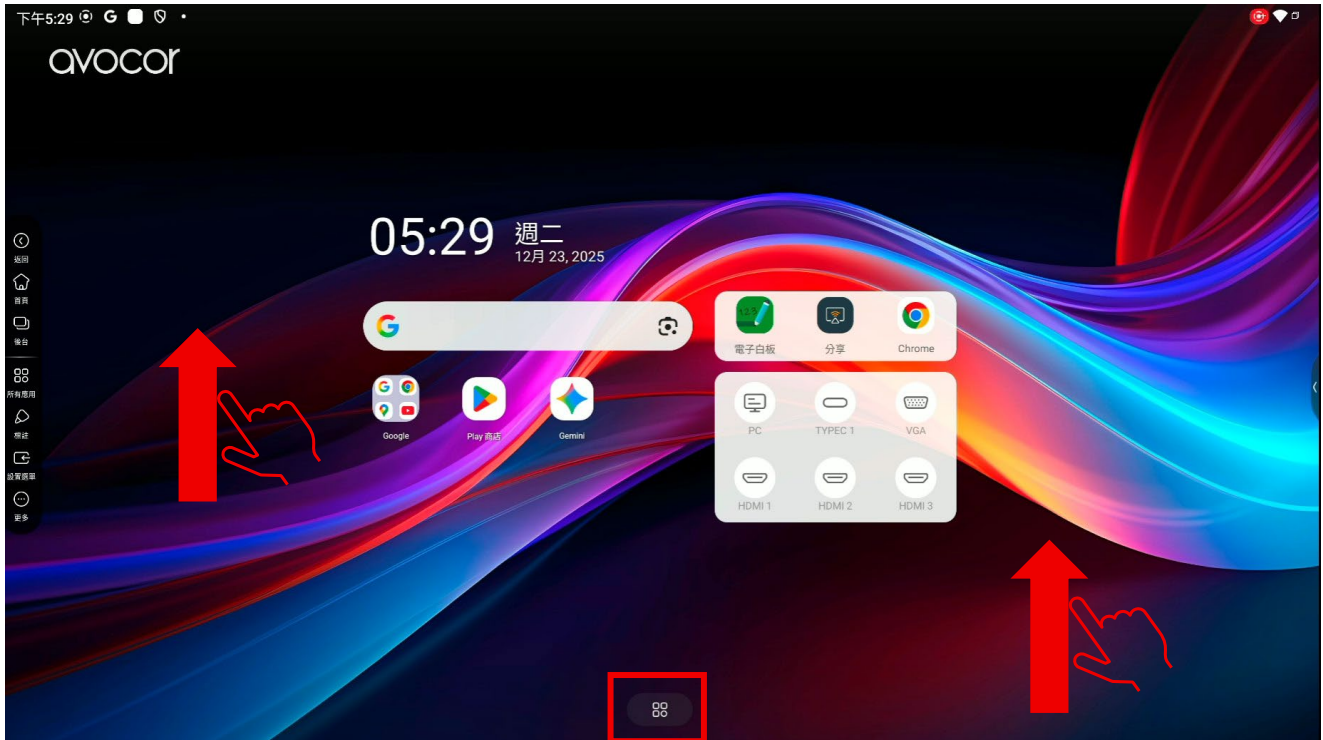 下午5:29
avocor
05:29
週二
12月 23, 2025
返回
首頁
後台
所有應用
標註
設置選單
更多
Google
Play 商店
Gemini
電子白板
分享
Chrome
PC
TYPEC 1
VGA
HDMI 1
HDMI 2
HDMI 3